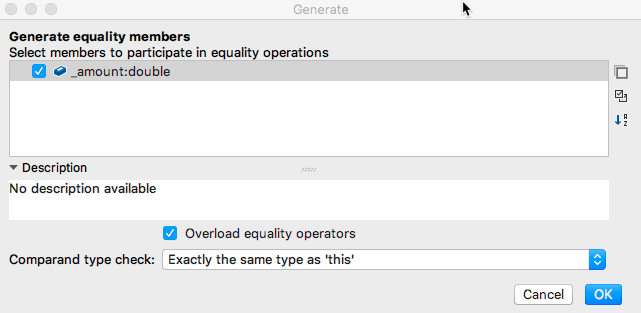 Generate
Generate equality members
Select members to participate in equality operations
_amount:double
Description
No description available
Overload equality operators
Comparand type check: Exactly the same type as 'this'
Cancel OK